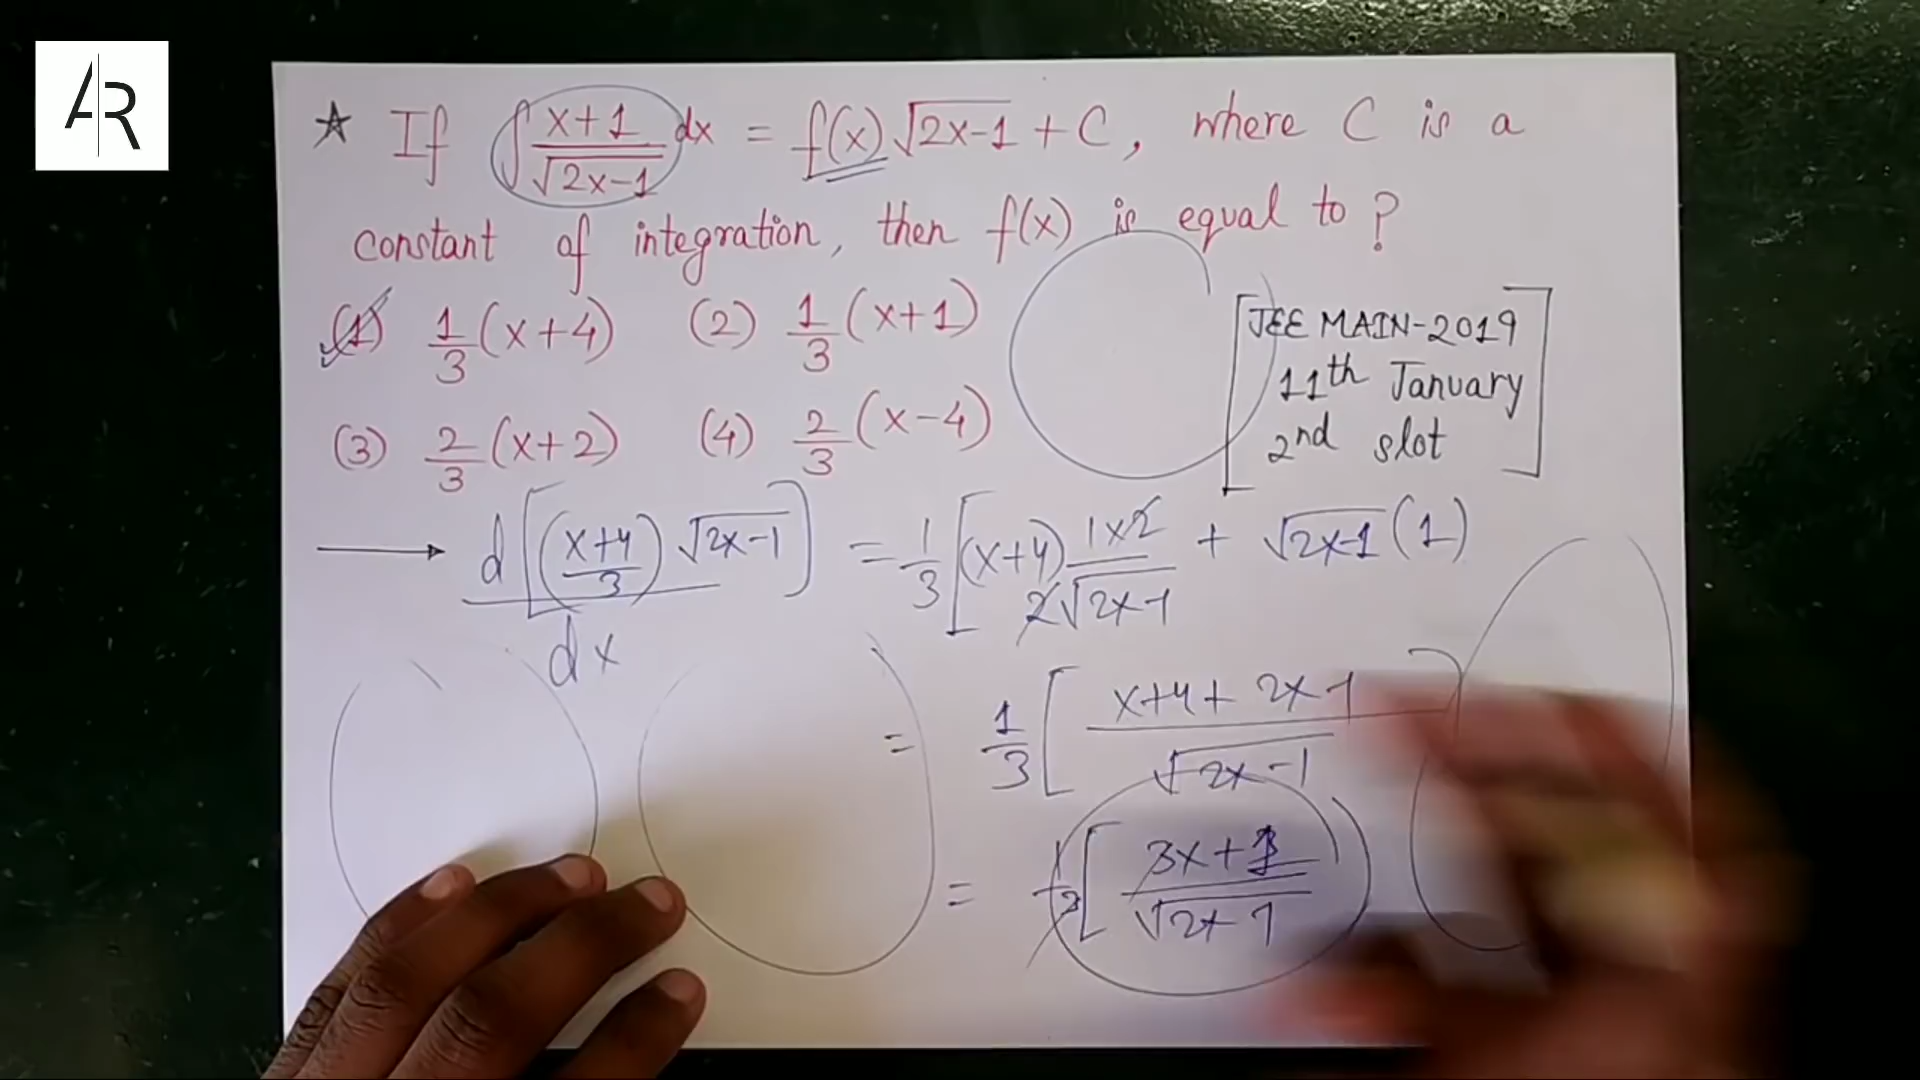 AR
☆ If ∫ (x+1)/√(2x-1) dx = f(x) √(2x-1) + C, where C is a
constant of integration, then f(x) is equal to ?
(1) 1/3 (x+4) (2) 1/3 (x+1)
(3) 2/3 (x+2) (4) 2/3 (x-4)
[JEE MAIN-2019
11th January
2nd slot]
→ d[((x+4)/3) √(2x-1)]/dx = 1/3 [(x+4) (1×2)/(2√(2x-1)) + √(2x-1) (1)
= 1/3 [(x+4+2x-1)/√(2x-1)]
= 1/3 [(3x+3)/√(2x-1)]